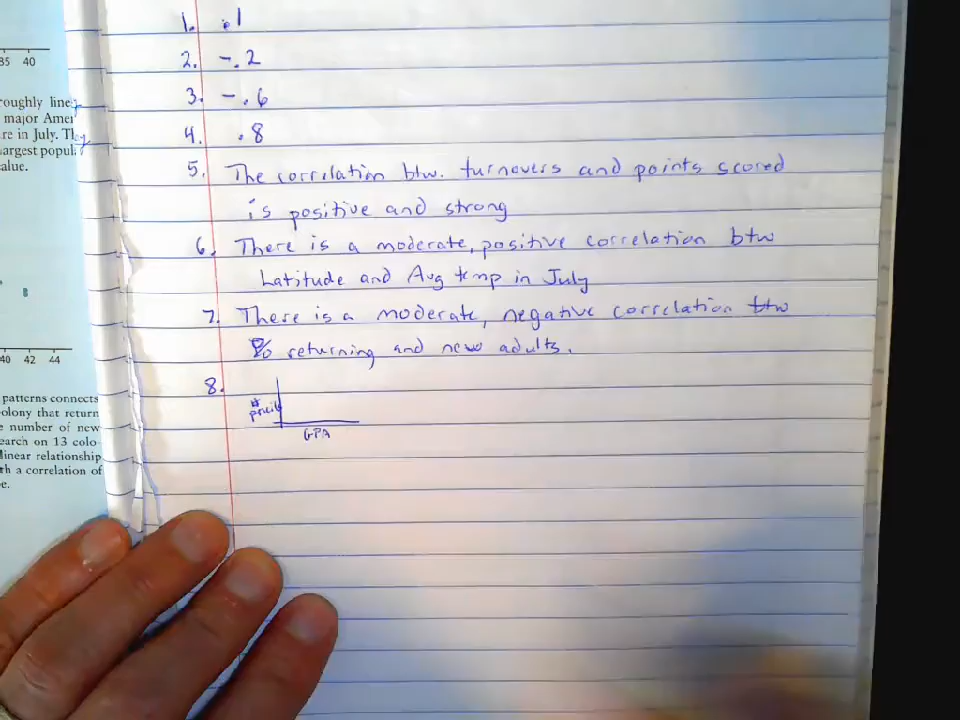 35 40
roughly line
major Amer
re in July. Th
argest popul
value.
40 42 44
patterns connects
olony that return
e number of new
earch on 13 colo-
linear relationship
th a correlation of
e.
1. .1
2. -.2
3. -.6
4. .8
5. The correlation btw. turnovers and points scored
is positive and strong
6. There is a moderate, positive correlation btw
Latitude and Avg temp in July
7. There is a moderate, negative correlation btw
% returning and new adults.
8.
#
GPA